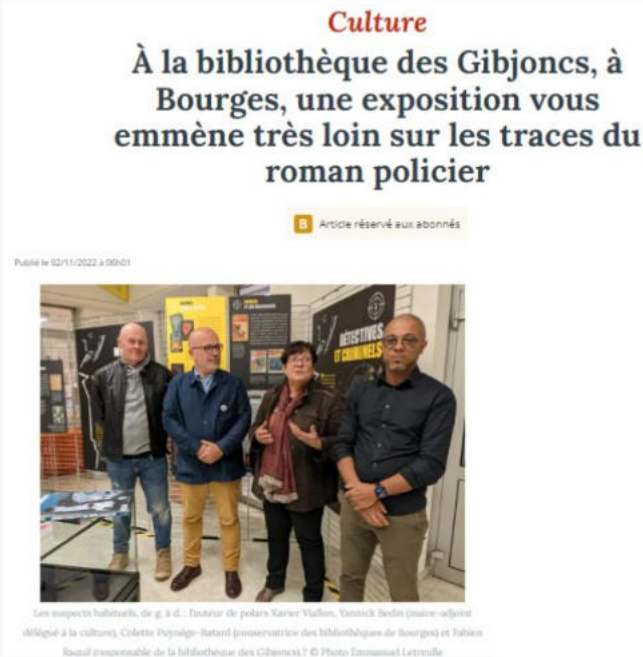 Culture
À la bibliothèque des Gibjoncs, à
Bourges, une exposition vous
emmène très loin sur les traces du
roman policier
B Article réservé aux abonnés
Publié le 02/11/2022 à 06h01
DÉTECTIVES
ET CRIMINELS
Les suspects habituels, de g. à d. : l'auteur de polars Xavier Viallon, Yannick Bedin (maire-adjoint
délégué à la culture), Colette Puynège-Batard (conservatrice des bibliothèques de Bourges) et Fabien
(responsable de la bibliothèque des Gibjoncs).? © Photo Emmanuel Letreulle